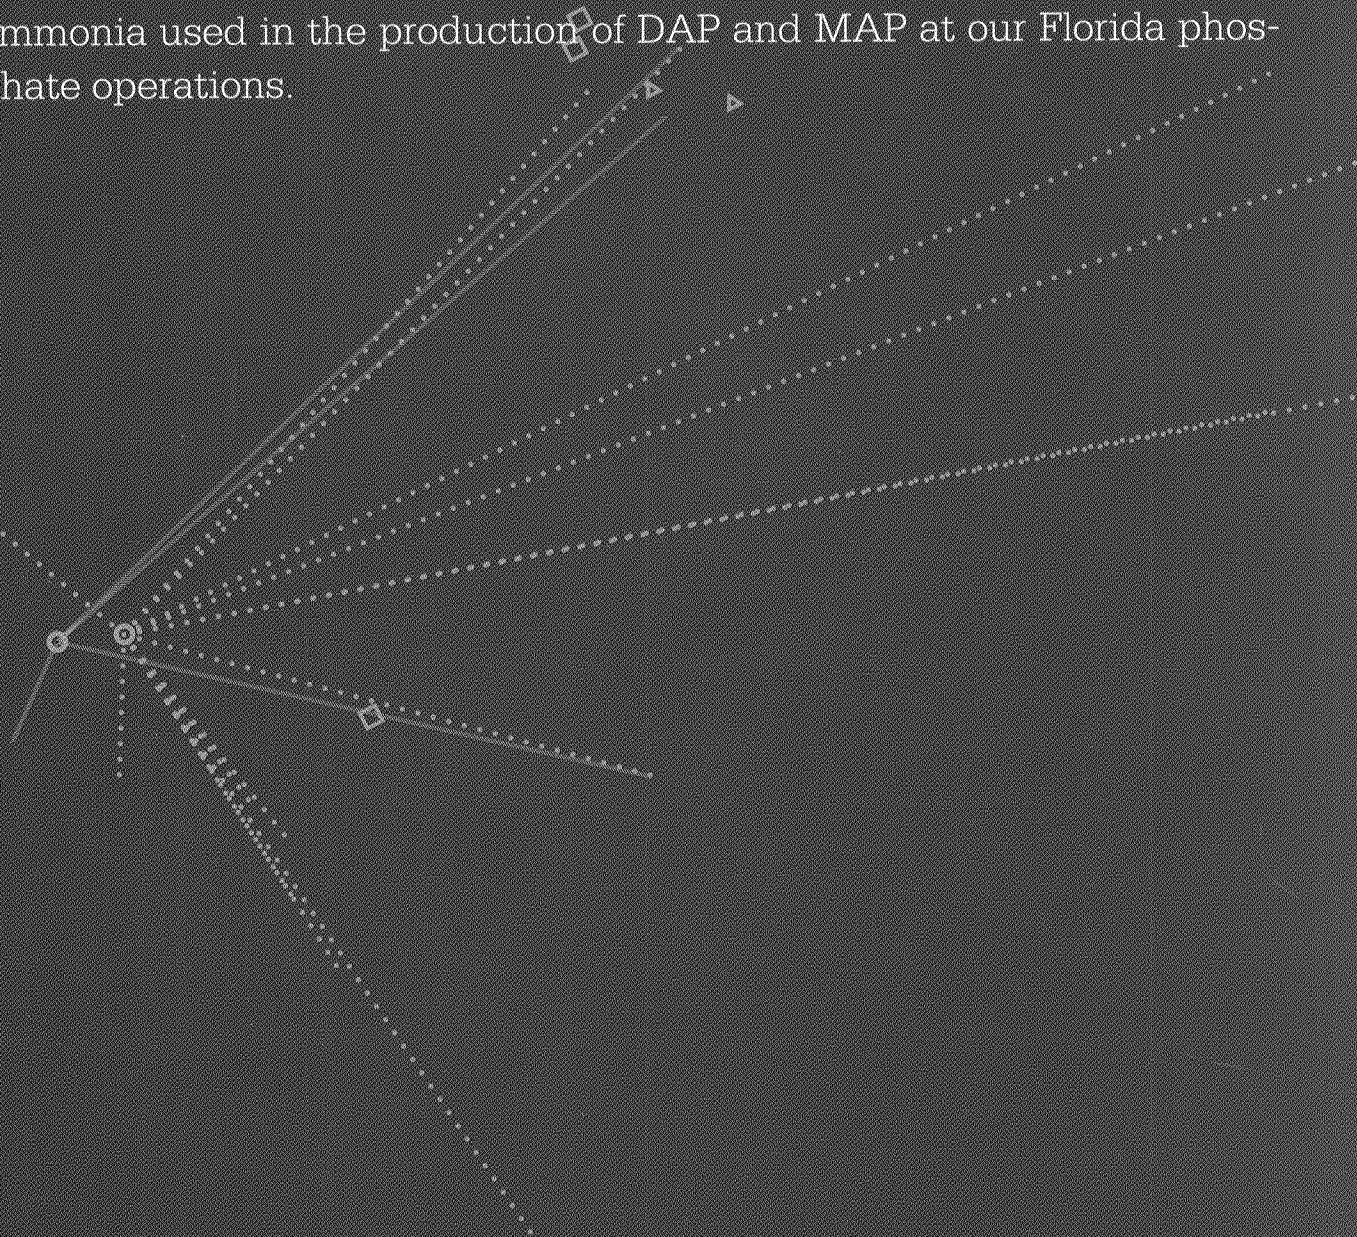 mmonia used in the production of DAP and MAP at our Florida phos-
hate operations.